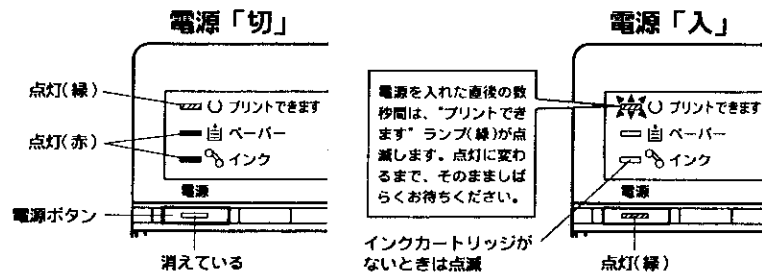 電源「切」
点灯(緑)
プリントできます
点灯(赤)
ペーパー
インク
電源
電源ボタン
消えている
電源「入」
電源を入れた直後の数
秒間は、"プリントでき
ます"ランプ(緑)が点
滅します。点灯に変わ
るまで、そのまましば
らくお待ちください。
プリントできます
ペーパー
インク
電源
インクカートリッジが
ないときは点滅
点灯(緑)